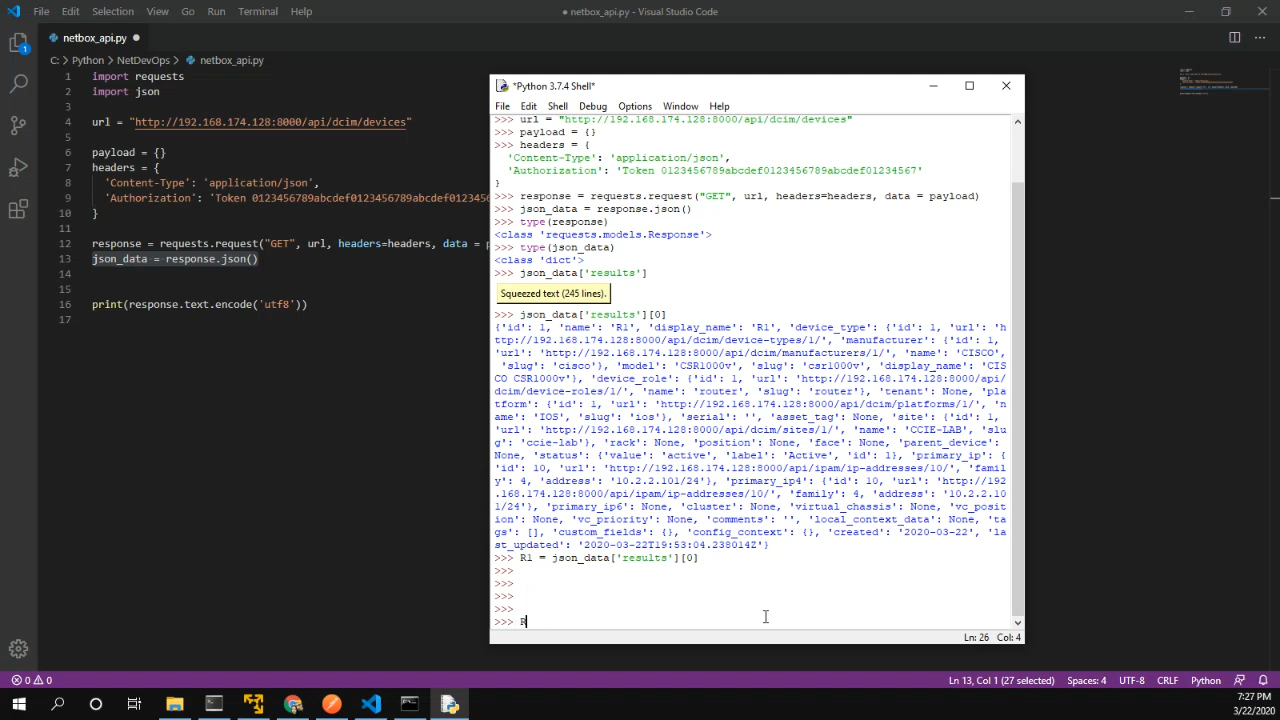 File Edit Selection View Go Run Terminal Help
● netbox_api.py - Visual Studio Code
netbox_api.py ●
C: > Python > NetDevOps > netbox_api.py
1 import requests
2 import json
3
4 url = "http://192.168.174.128:8000/api/dcim/devices"
5
6 payload = {}
7 headers = {
8 'Content-Type': 'application/json',
9 'Authorization': 'Token 0123456789abcdef0123456789abcdef0123456
10 }
11
12 response = requests.request("GET", url, headers=headers, data = p
13 json_data = response.json()
14
15
16 print(response.text.encode('utf8'))
17
*Python 3.7.4 Shell*
File Edit Shell Debug Options Window Help
>>> url = "http://192.168.174.128:8000/api/dcim/devices"
>>> payload = {}
>>> headers = {
'Content-Type': 'application/json',
'Authorization': 'Token 0123456789abcdef0123456789abcdef01234567'
}
>>> response = requests.request("GET", url, headers=headers, data = payload)
>>> json_data = response.json()
>>> type(response)
<class 'requests.models.Response'>
>>> type(json_data)
<class 'dict'>
>>> json_data['results']
Squeezed text (245 lines).
>>> json_data['results'][0]
{'id': 1, 'name': 'R1', 'display_name': 'R1', 'device_type': {'id': 1, 'url': 'h
ttp://192.168.174.128:8000/api/dcim/device-types/1/', 'manufacturer': {'id': 1,
'url': 'http://192.168.174.128:8000/api/dcim/manufacturers/1/', 'name': 'CISCO',
'slug': 'cisco'}, 'model': 'CSR1000v', 'slug': 'csr1000v', 'display_name': 'CIS
CO CSR1000v'}, 'device_role': {'id': 1, 'url': 'http://192.168.174.128:8000/api/
dcim/device-roles/1/', 'name': 'router', 'slug': 'router'}, 'tenant': None, 'pla
tform': {'id': 1, 'url': 'http://192.168.174.128:8000/api/dcim/platforms/1/', 'n
ame': 'IOS', 'slug': 'ios'}, 'serial': '', 'asset_tag': None, 'site': {'id': 1,
'url': 'http://192.168.174.128:8000/api/dcim/sites/1/', 'name': 'CCIE-LAB', 'slu
g': 'ccie-lab'}, 'rack': None, 'position': None, 'face': None, 'parent_device':
None, 'status': {'value': 'active', 'label': 'Active', 'id': 1}, 'primary_ip': {
'id': 10, 'url': 'http://192.168.174.128:8000/api/ipam/ip-addresses/10/', 'famil
y': 4, 'address': '10.2.2.101/24'}, 'primary_ip4': {'id': 10, 'url': 'http://192
.168.174.128:8000/api/ipam/ip-addresses/10/', 'family': 4, 'address': '10.2.2.10
1/24'}, 'primary_ip6': None, 'cluster': None, 'virtual_chassis': None, 'vc_posit
ion': None, 'vc_priority': None, 'comments': '', 'local_context_data': None, 'ta
gs': [], 'custom_fields': {}, 'config_context': {}, 'created': '2020-03-22', 'la
st_updated': '2020-03-22T19:53:04.238014Z'}
>>> R1 = json_data['results'][0]
>>>
>>>
>>>
>>>
>>> R
Ln: 26 Col: 4
0 0 Ln 13, Col 1 (27 selected) Spaces: 4 UTF-8 CRLF Python
7:27 PM
3/22/2020